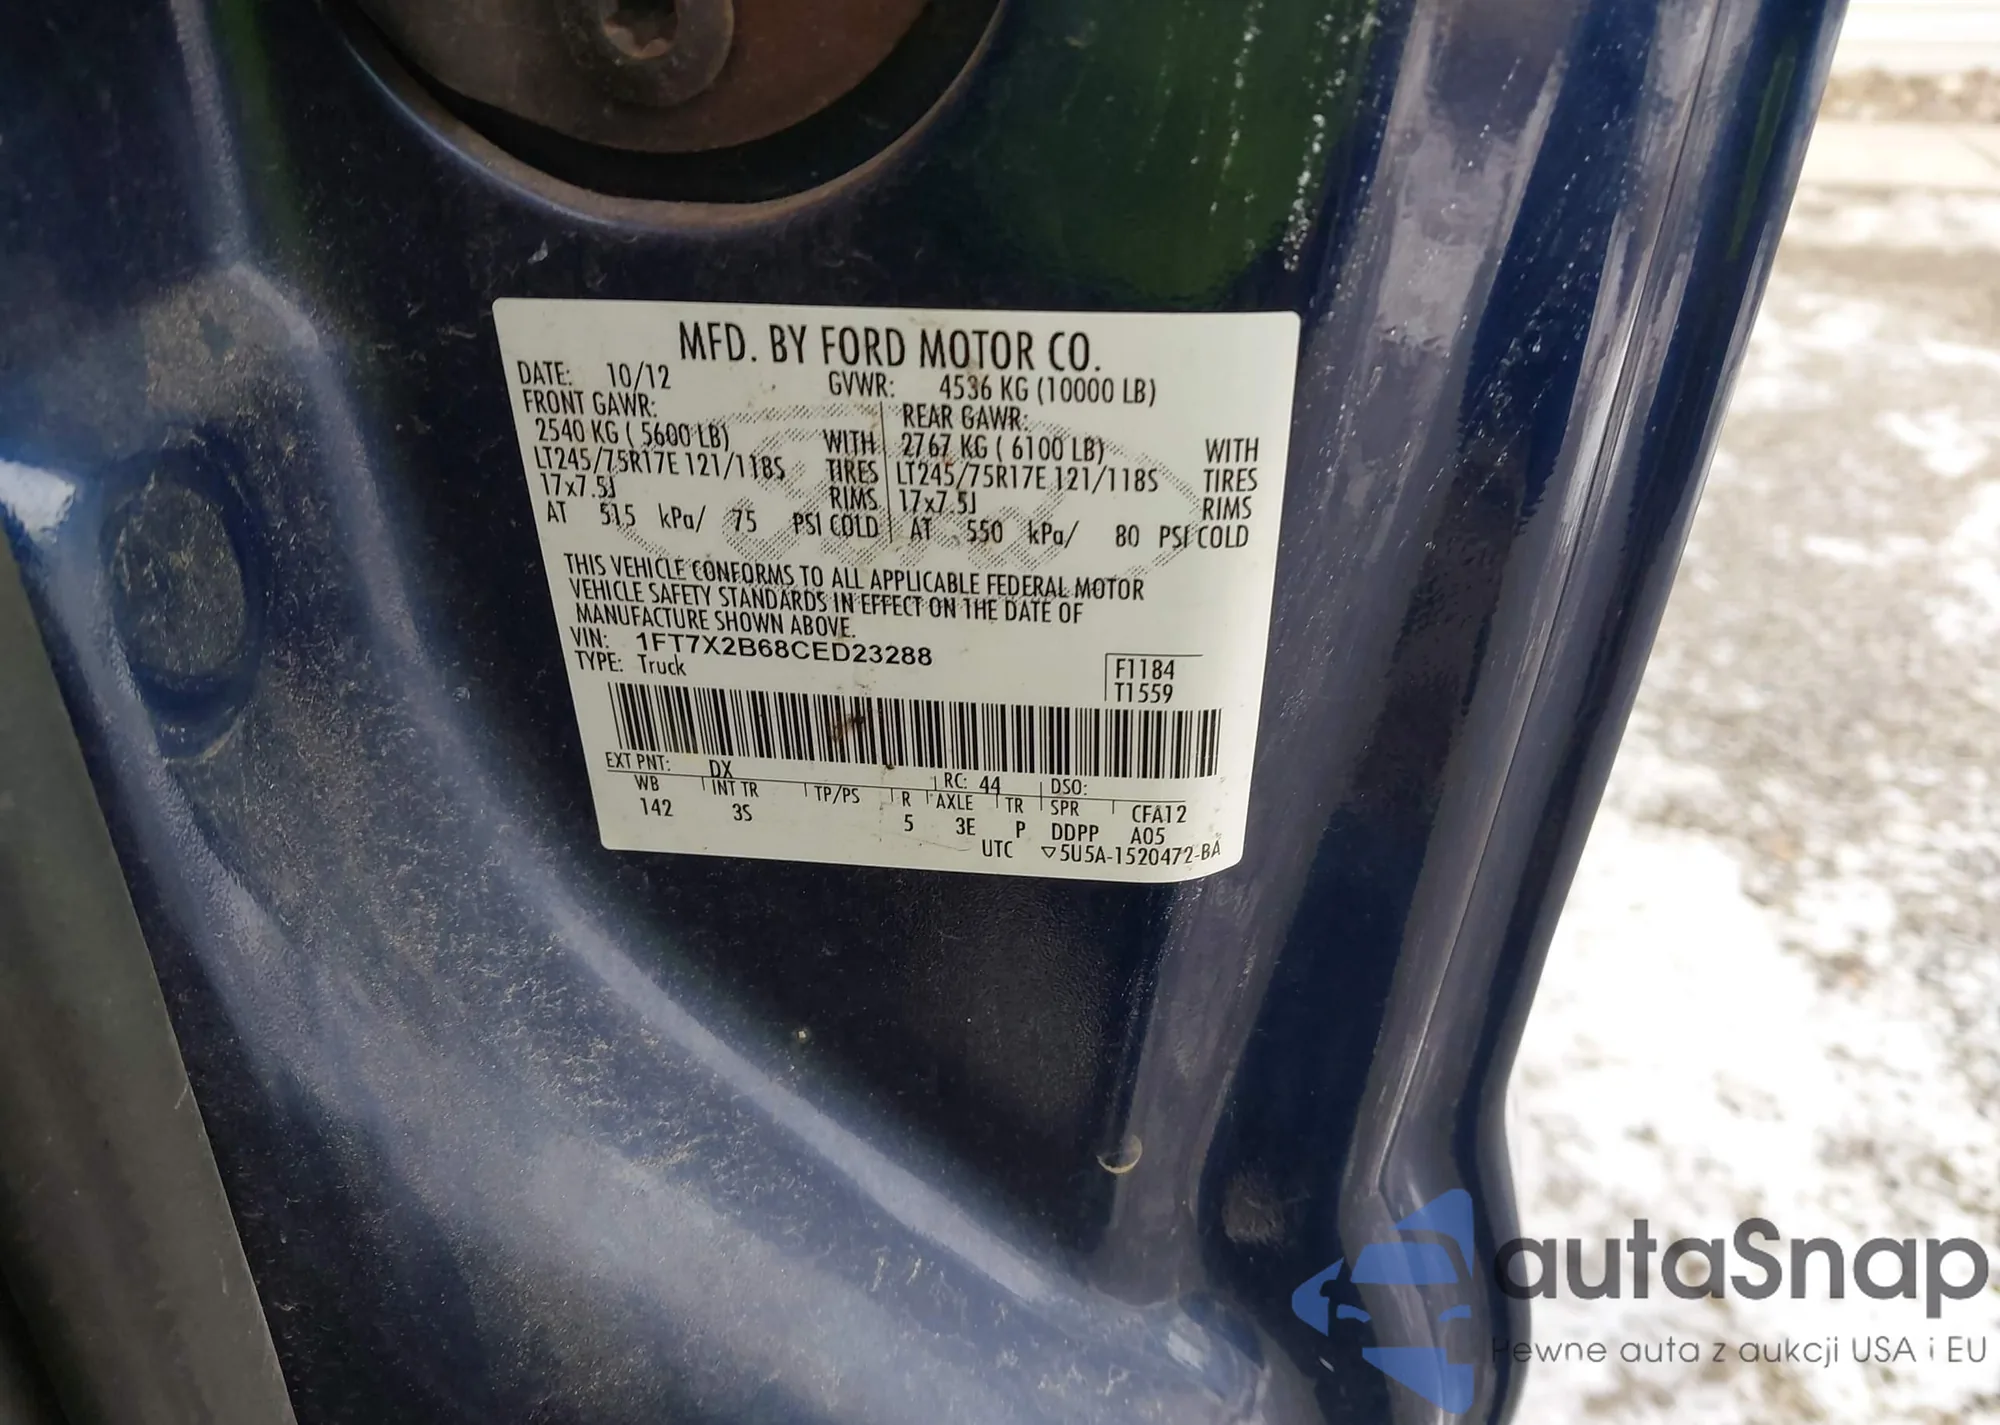 MFD. BY FORD MOTOR CO.
DATE: 10/12 GVWR: 4536 KG (10000 LB)
FRONT GAWR: REAR GAWR:
2540 KG ( 5600 LB) WITH 2767 KG ( 6100 LB) WITH
LT245/75R17E 121/118S TIRES LT245/75R17E 121/118S TIRES
17x7.5J RIMS 17x7.5J RIMS
AT 515 kPa/ 75 PSI COLD AT 550 kPa/ 80 PSI COLD
THIS VEHICLE CONFORMS TO ALL APPLICABLE FEDERAL MOTOR
VEHICLE SAFETY STANDARDS IN EFFECT ON THE DATE OF
MANUFACTURE SHOWN ABOVE.
VIN: 1FT7X2B68CED23288
TYPE: Truck
F1184
T1559
EXT PNT: DX RC: 44 DSO:
WB INT TR TP/PS R AXLE TR SPR CFA12
142 3S 5 3E P DDPP A05
UTC ▽5U5A-1520472-BA
autaSnap
Pewne auta z aukcji USA i EU